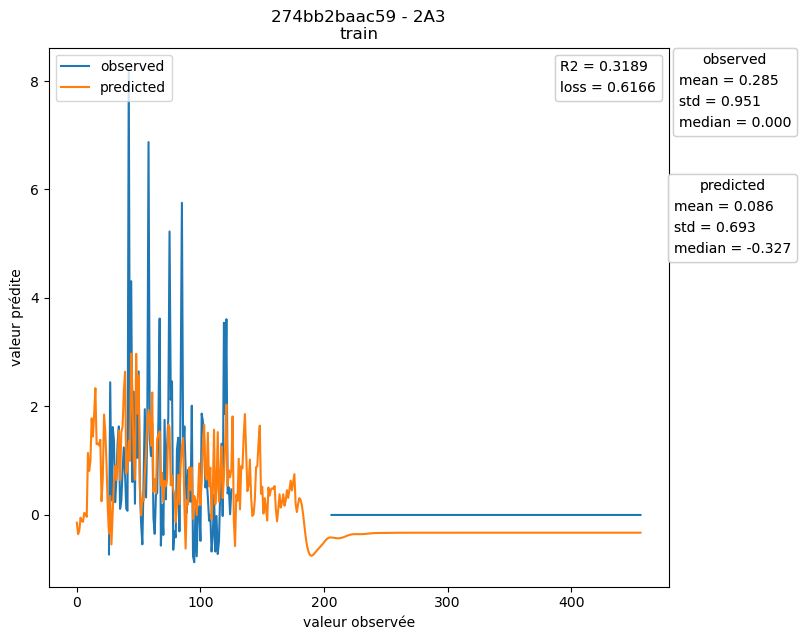 274bb2baac59 - 2A3
train
observed
predicted
R2 = 0.3189
loss = 0.6166
observed
mean = 0.285
std = 0.951
median = 0.000
predicted
mean = 0.086
std = 0.693
median = -0.327
8
6
4
2
0
valeur prédite
0 100 200 300 400
valeur observée